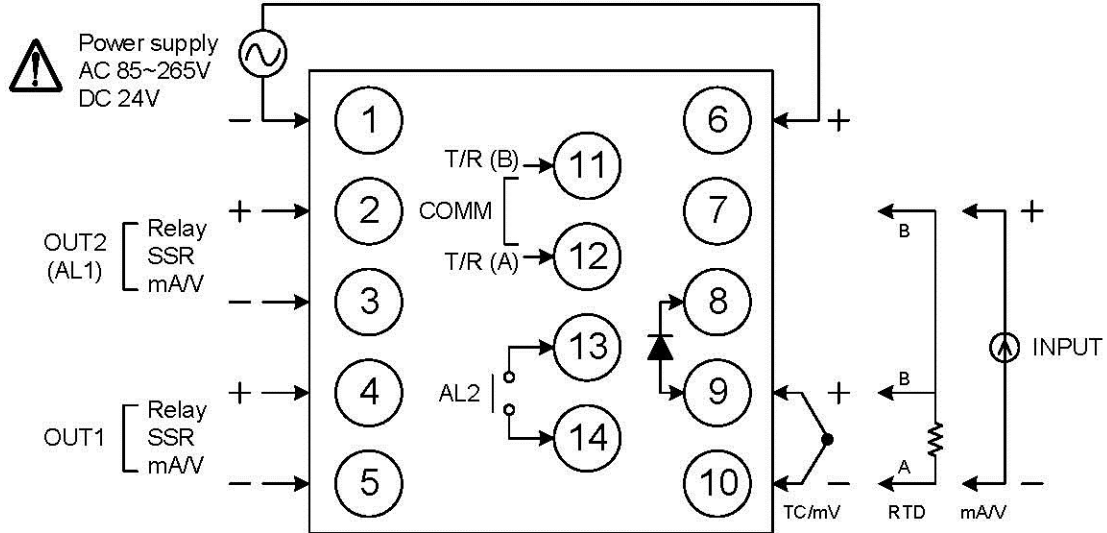 Power supply
AC 85~265V
DC 24V
− 1
6 +
T/R (B) 11
+ 2
COMM
7
B
+
OUT2
(AL1)
Relay
SSR
mA/V
T/R (A) 12
− 3
8
13
INPUT
+ 4
AL2
9 +
B
OUT1
Relay
SSR
mA/V
14
− 5
10 −
A
−
TC/mV RTD mA/V